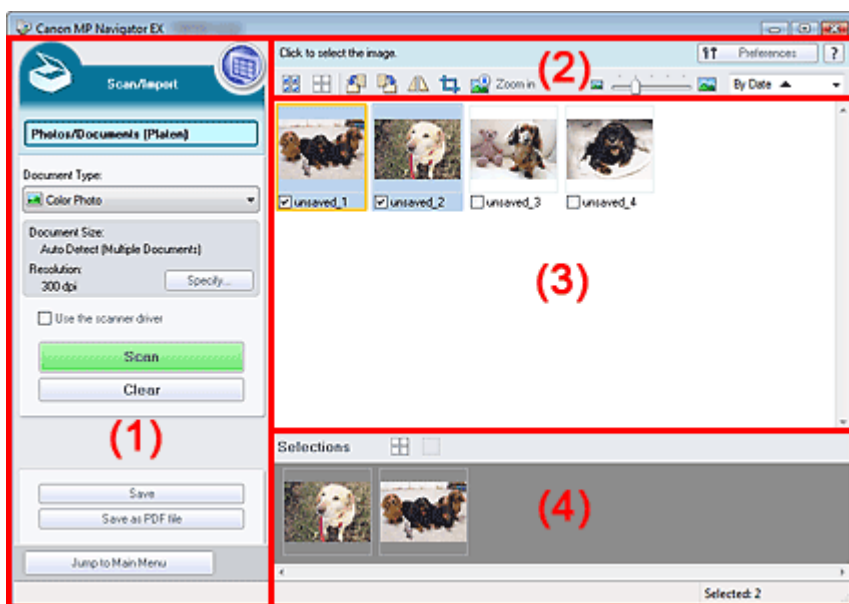 Canon MP Navigator EX
Scan/Import
Photos/Documents (Platen)
Document Type:
Color Photo
Document Size:
Auto Detect (Multiple Documents)
Resolution:
300 dpi
Specify...
Use the scanner driver
Scan
Clear
(1)
Save
Save as PDF file
Jump to Main Menu
Click to select the image.
Preferences
?
Zoom in
(2)
By Date
unsaved_1
unsaved_2
unsaved_3
unsaved_4
(3)
Selections
(4)
Selected: 2